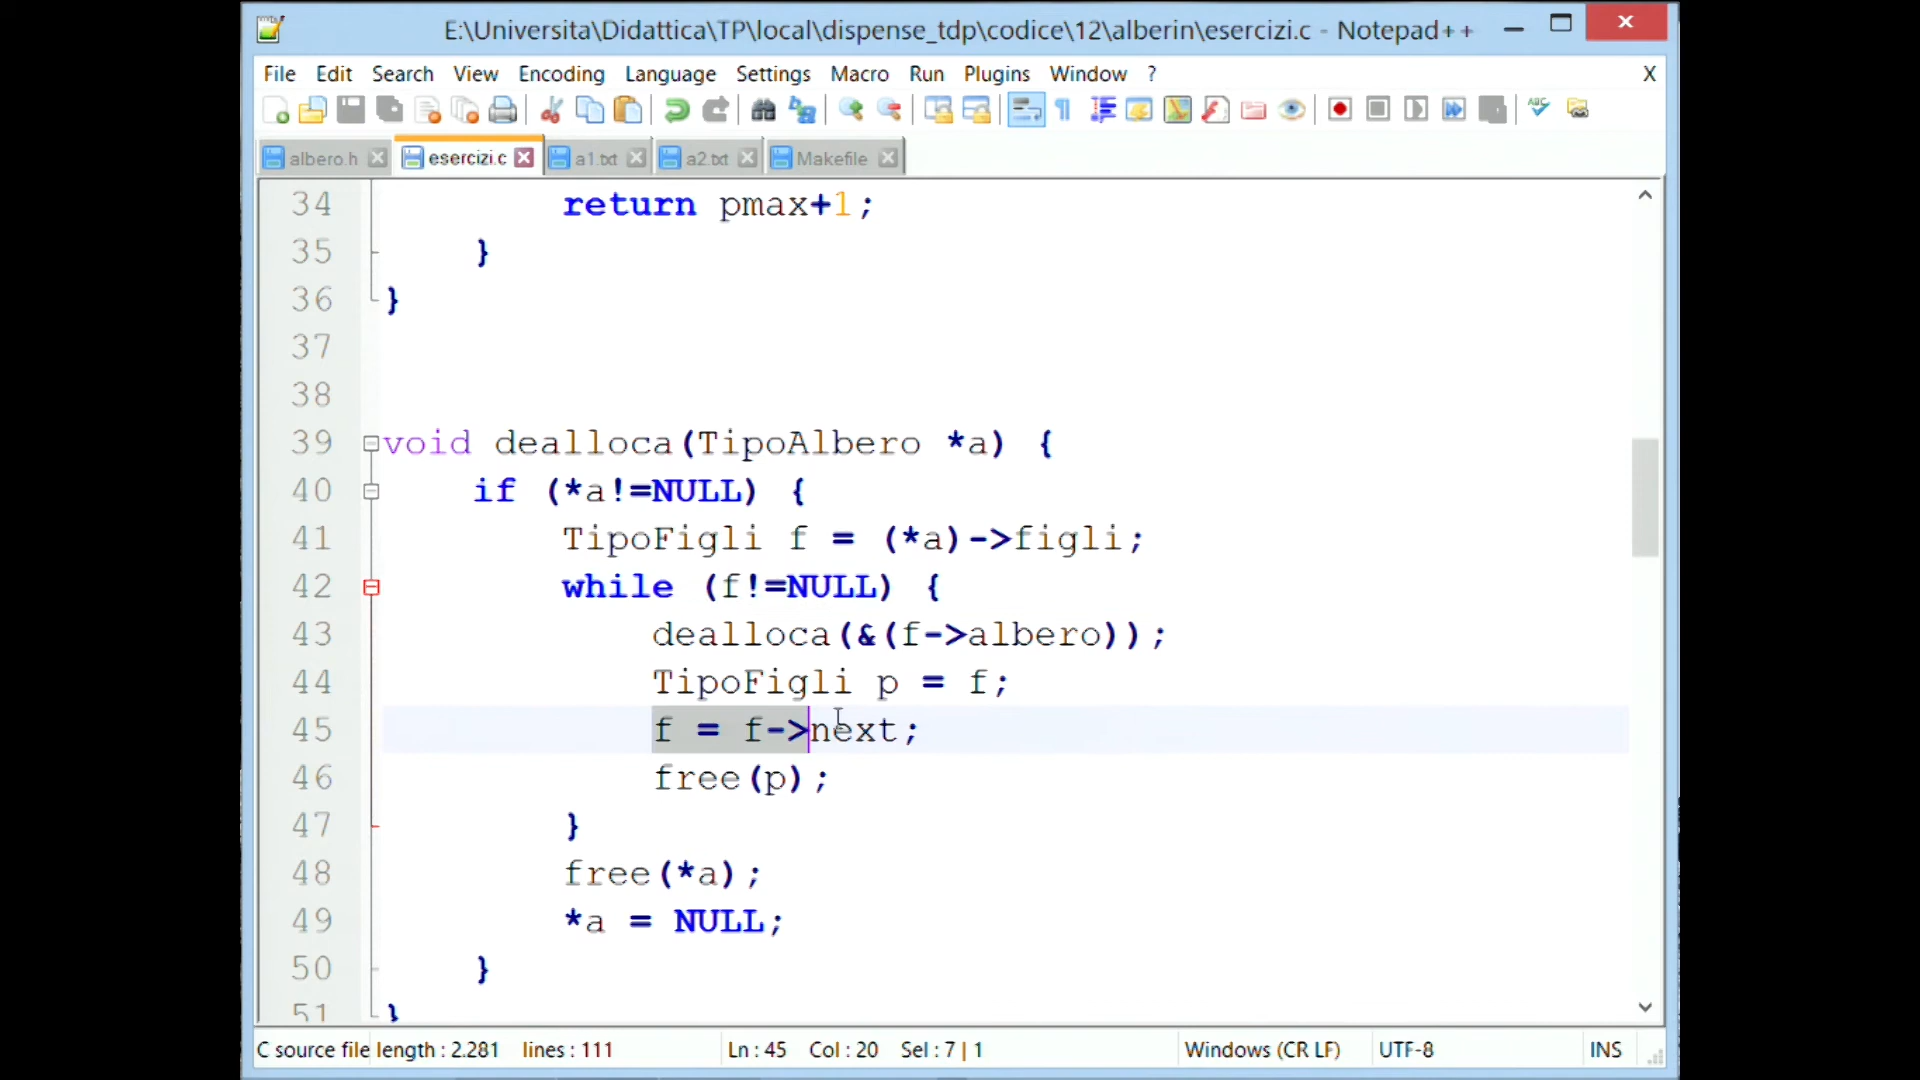 E:\Universita\Didattica\TP\local\dispense_tdp\codice\12\alberin\esercizi.c - Notepad++
File Edit Search View Encoding Language Settings Macro Run Plugins Window ? X
albero.h esercizi.c a1.txt a2.txt Makefile
34 return pmax+1;
35 }
36 }
37
38
39 void dealloca(TipoAlbero *a) {
40 if (*a!=NULL) {
41 TipoFigli f = (*a)->figli;
42 while (f!=NULL) {
43 dealloca(&(f->albero));
44 TipoFigli p = f;
45 f = f->next;
46 free(p);
47 }
48 free(*a);
49 *a = NULL;
50 }
51 }
C source file length : 2.281 lines : 111 Ln : 45 Col : 20 Sel : 7 | 1 Windows (CR LF) UTF-8 INS